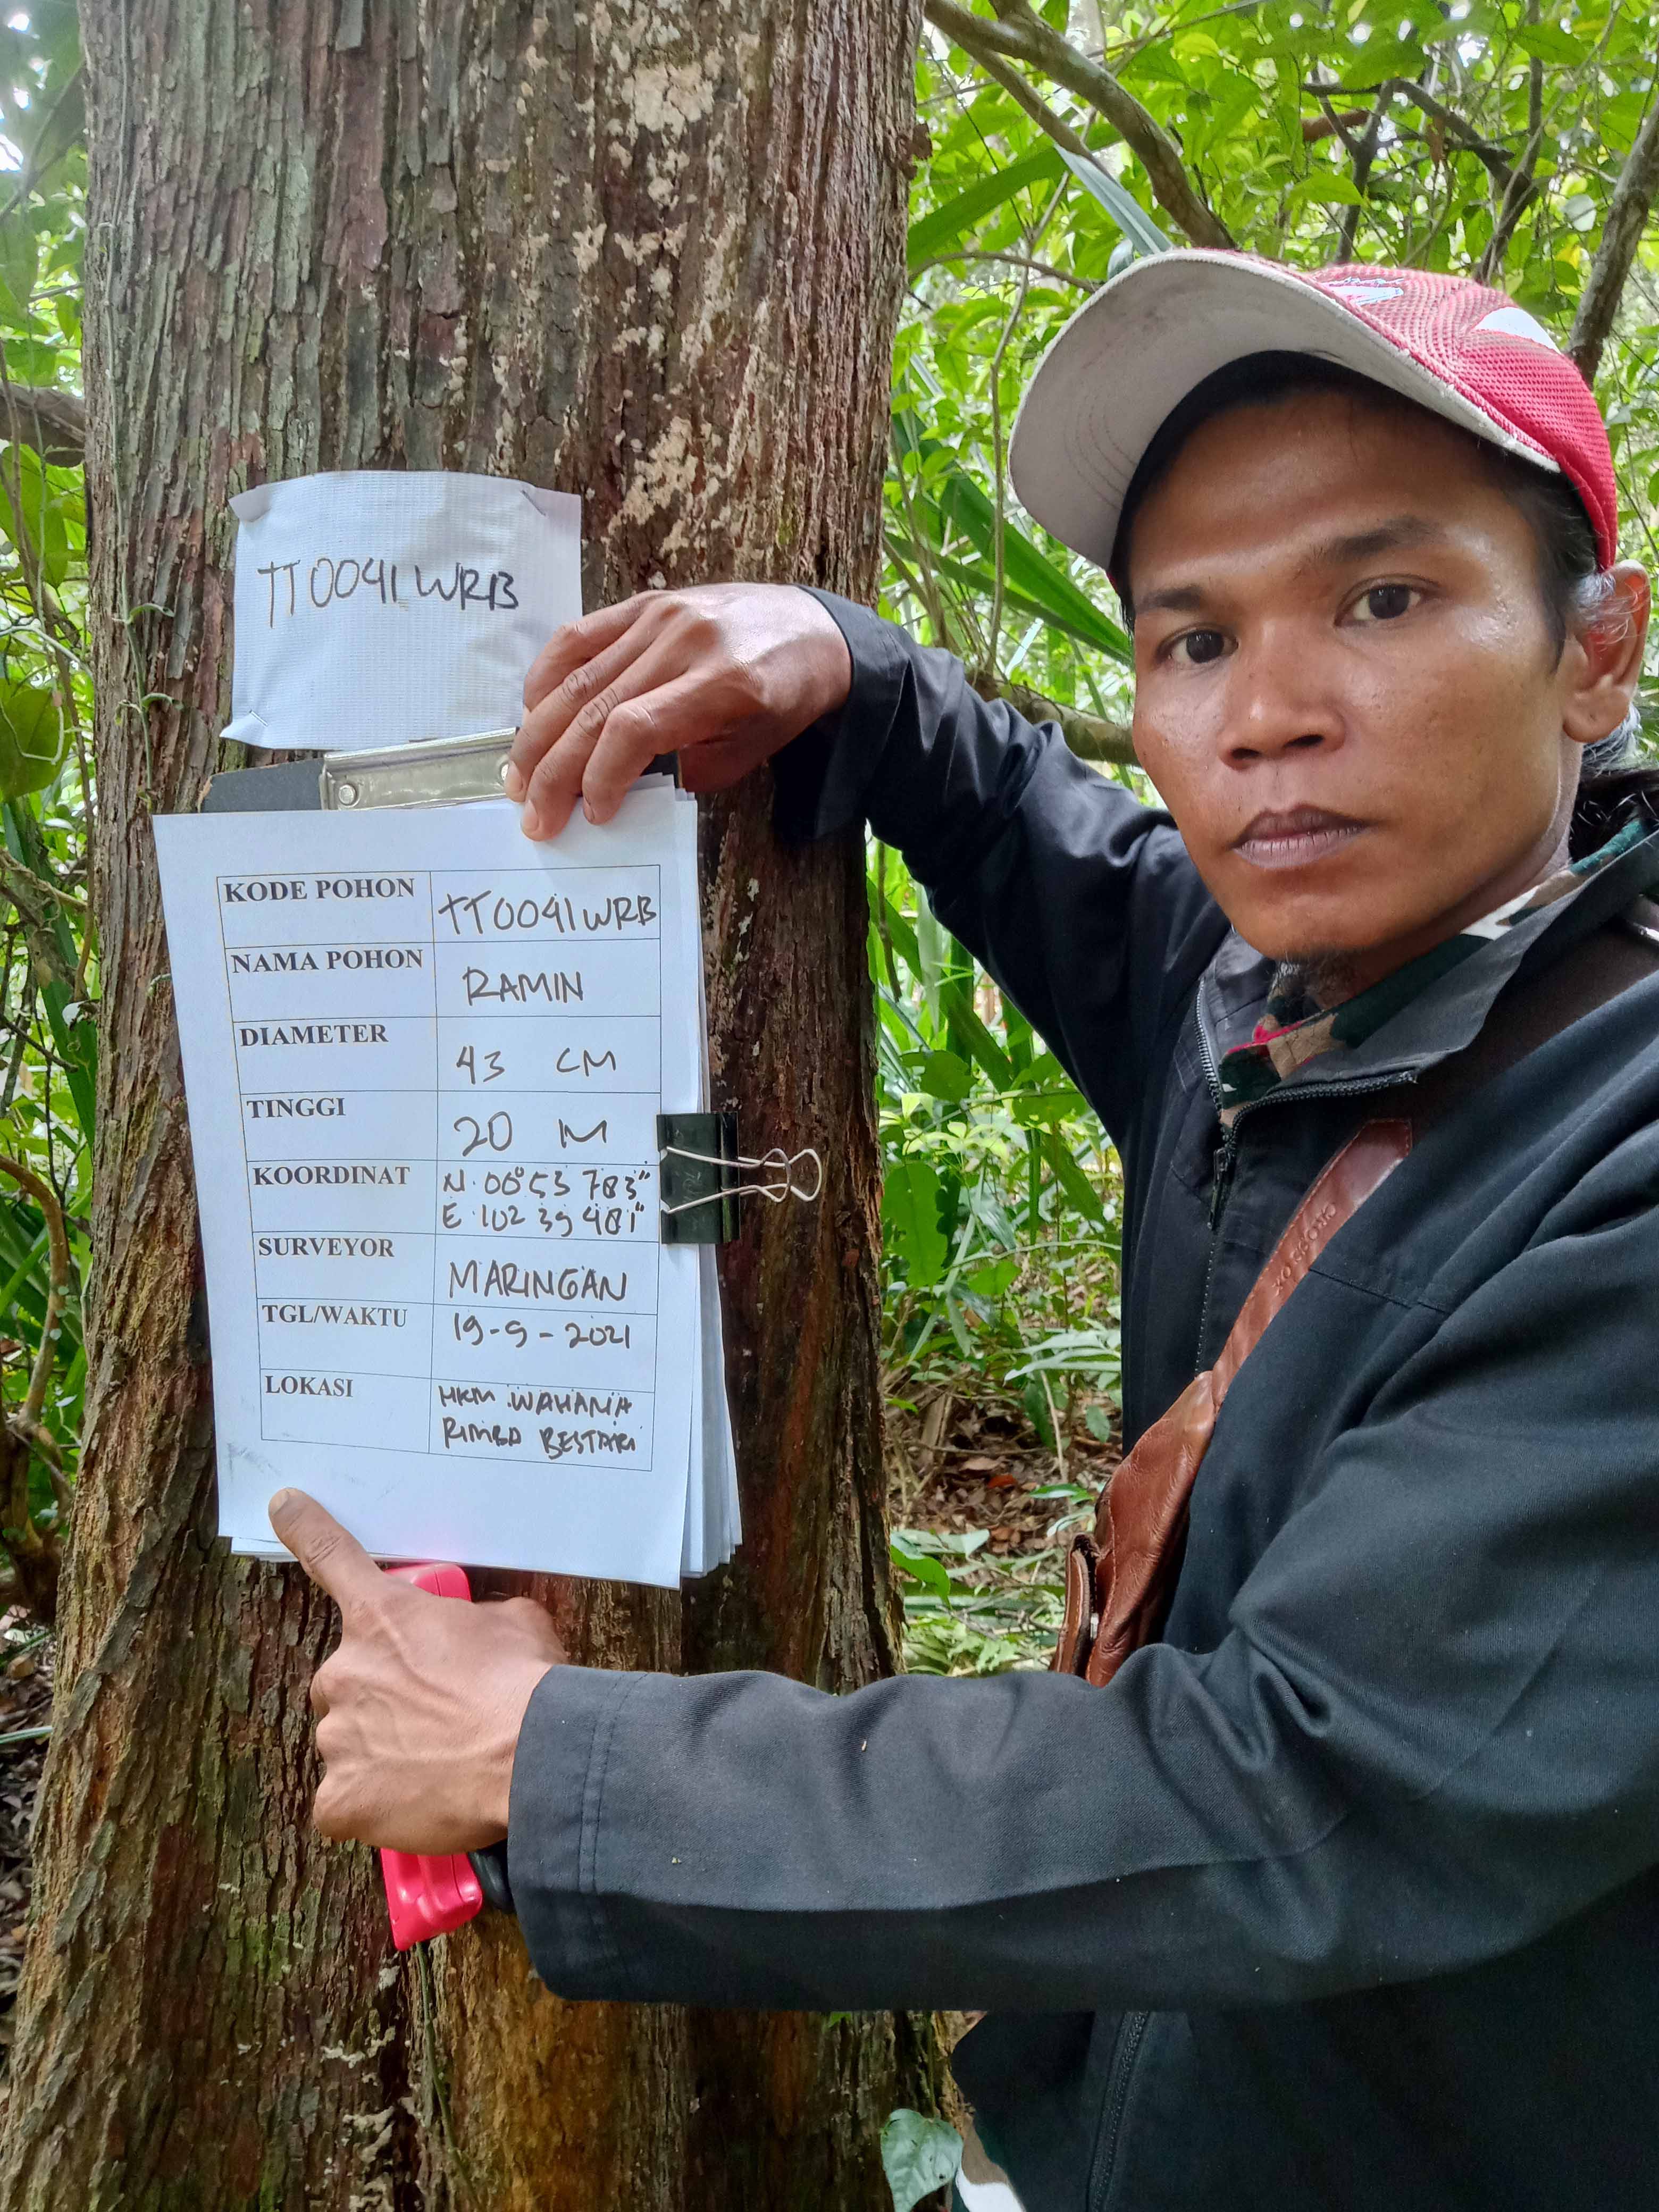 TT0041WRB
KODE POHON TT0041WRB
NAMA POHON RAMIN
DIAMETER 43 CM
TINGGI 20 M
KOORDINAT N. 00° 53 783"
E. 102 39 481"
SURVEYOR MARINGAN
TGL/WAKTU 19-9-2021
LOKASI HKM WAHANA
RIMBA BESTARI